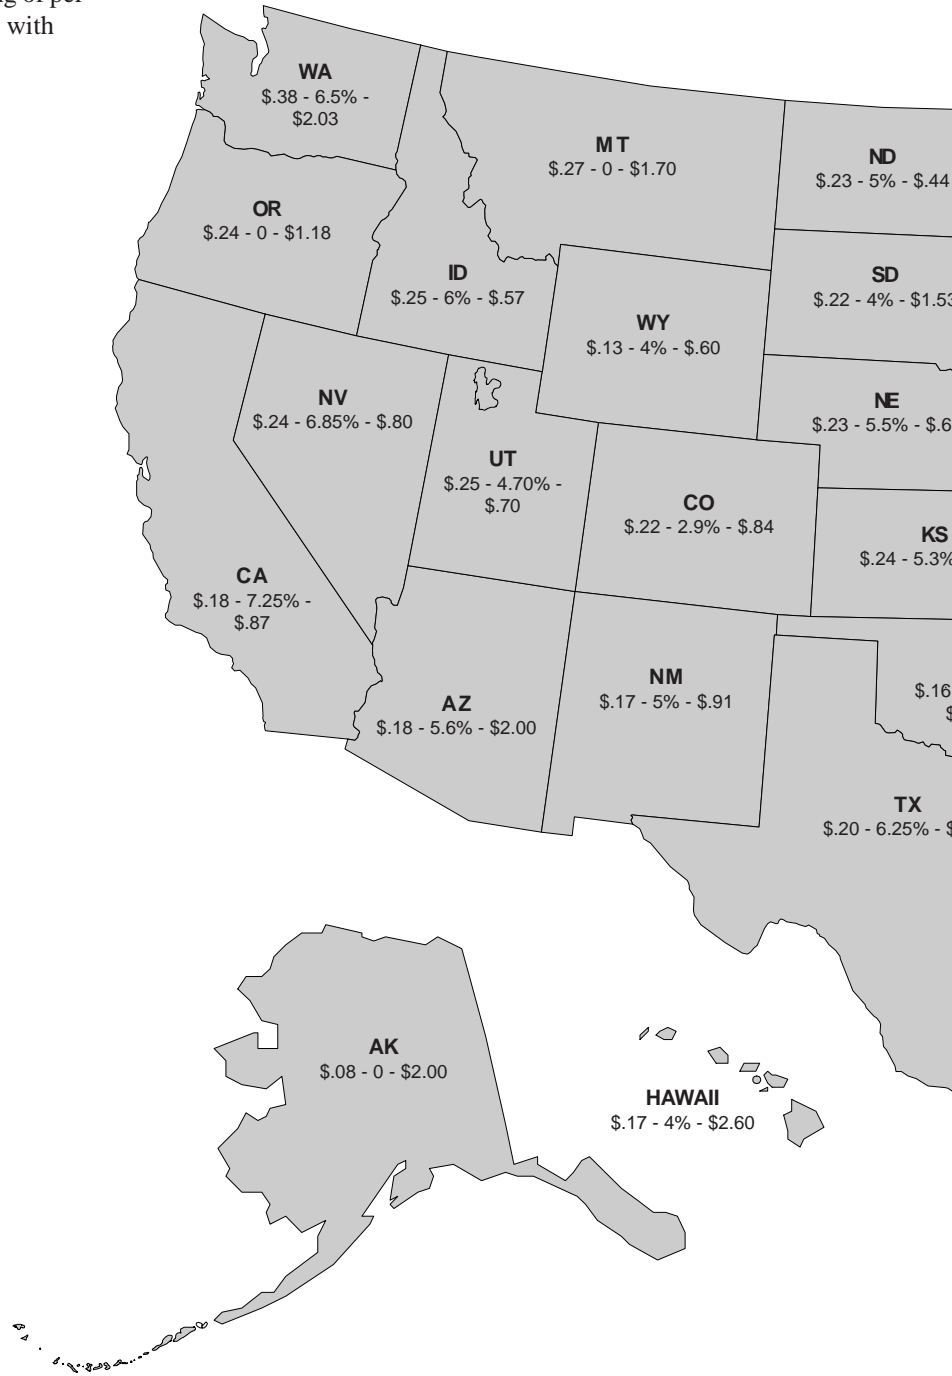 of per
with
WA
$.38 - 6.5% -
$2.03
MT
$.27 - 0 - $1.70
ND
$.23 - 5% - $.44
OR
$.24 - 0 - $1.18
ID
$.25 - 6% - $.57
SD
$.22 - 4% - $1.53
WY
$.13 - 4% - $.60
NV
$.24 - 6.85% - $.80
NE
$.23 - 5.5% - $.6
UT
$.25 - 4.70% -
$.70
CO
$.22 - 2.9% - $.84
KS
$.24 - 5.3%
CA
$.18 - 7.25% -
$.87
AZ
$.18 - 5.6% - $2.00
NM
$.17 - 5% - $.91
$.16
TX
$.20 - 6.25% - $
AK
$.08 - 0 - $2.00
HAWAII
$.17 - 4% - $2.60